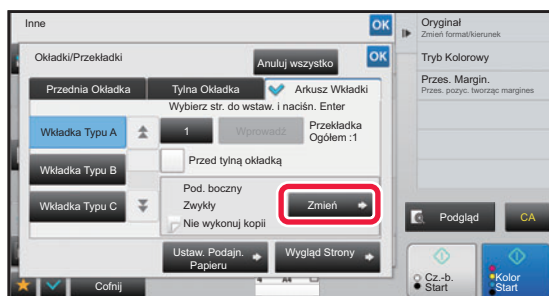 Inne
OK
Okładki/Przekładki
Anuluj wszystko
OK
Przednia Okładka
Tylna Okładka
Arkusz Wkładki
Wybierz str. do wstaw. i naciśn. Enter
Wkładka Typu A
1
Wprowadź
Przekładka
Ogółem :1
Przed tylną okładką
Wkładka Typu B
Pod. boczny
Zwykły
Zmień
Wkładka Typu C
Nie wykonuj kopii
Ustaw. Podajn.
Papieru
Wygląd Strony
Cofnij
A4
Oryginał
Zmień format/kierunek
Tryb Kolorowy
Przes. Margin.
Przes. pozyc. tworząc margines
Podgląd
CA
Cz.-b.
Start
Kolor
Start